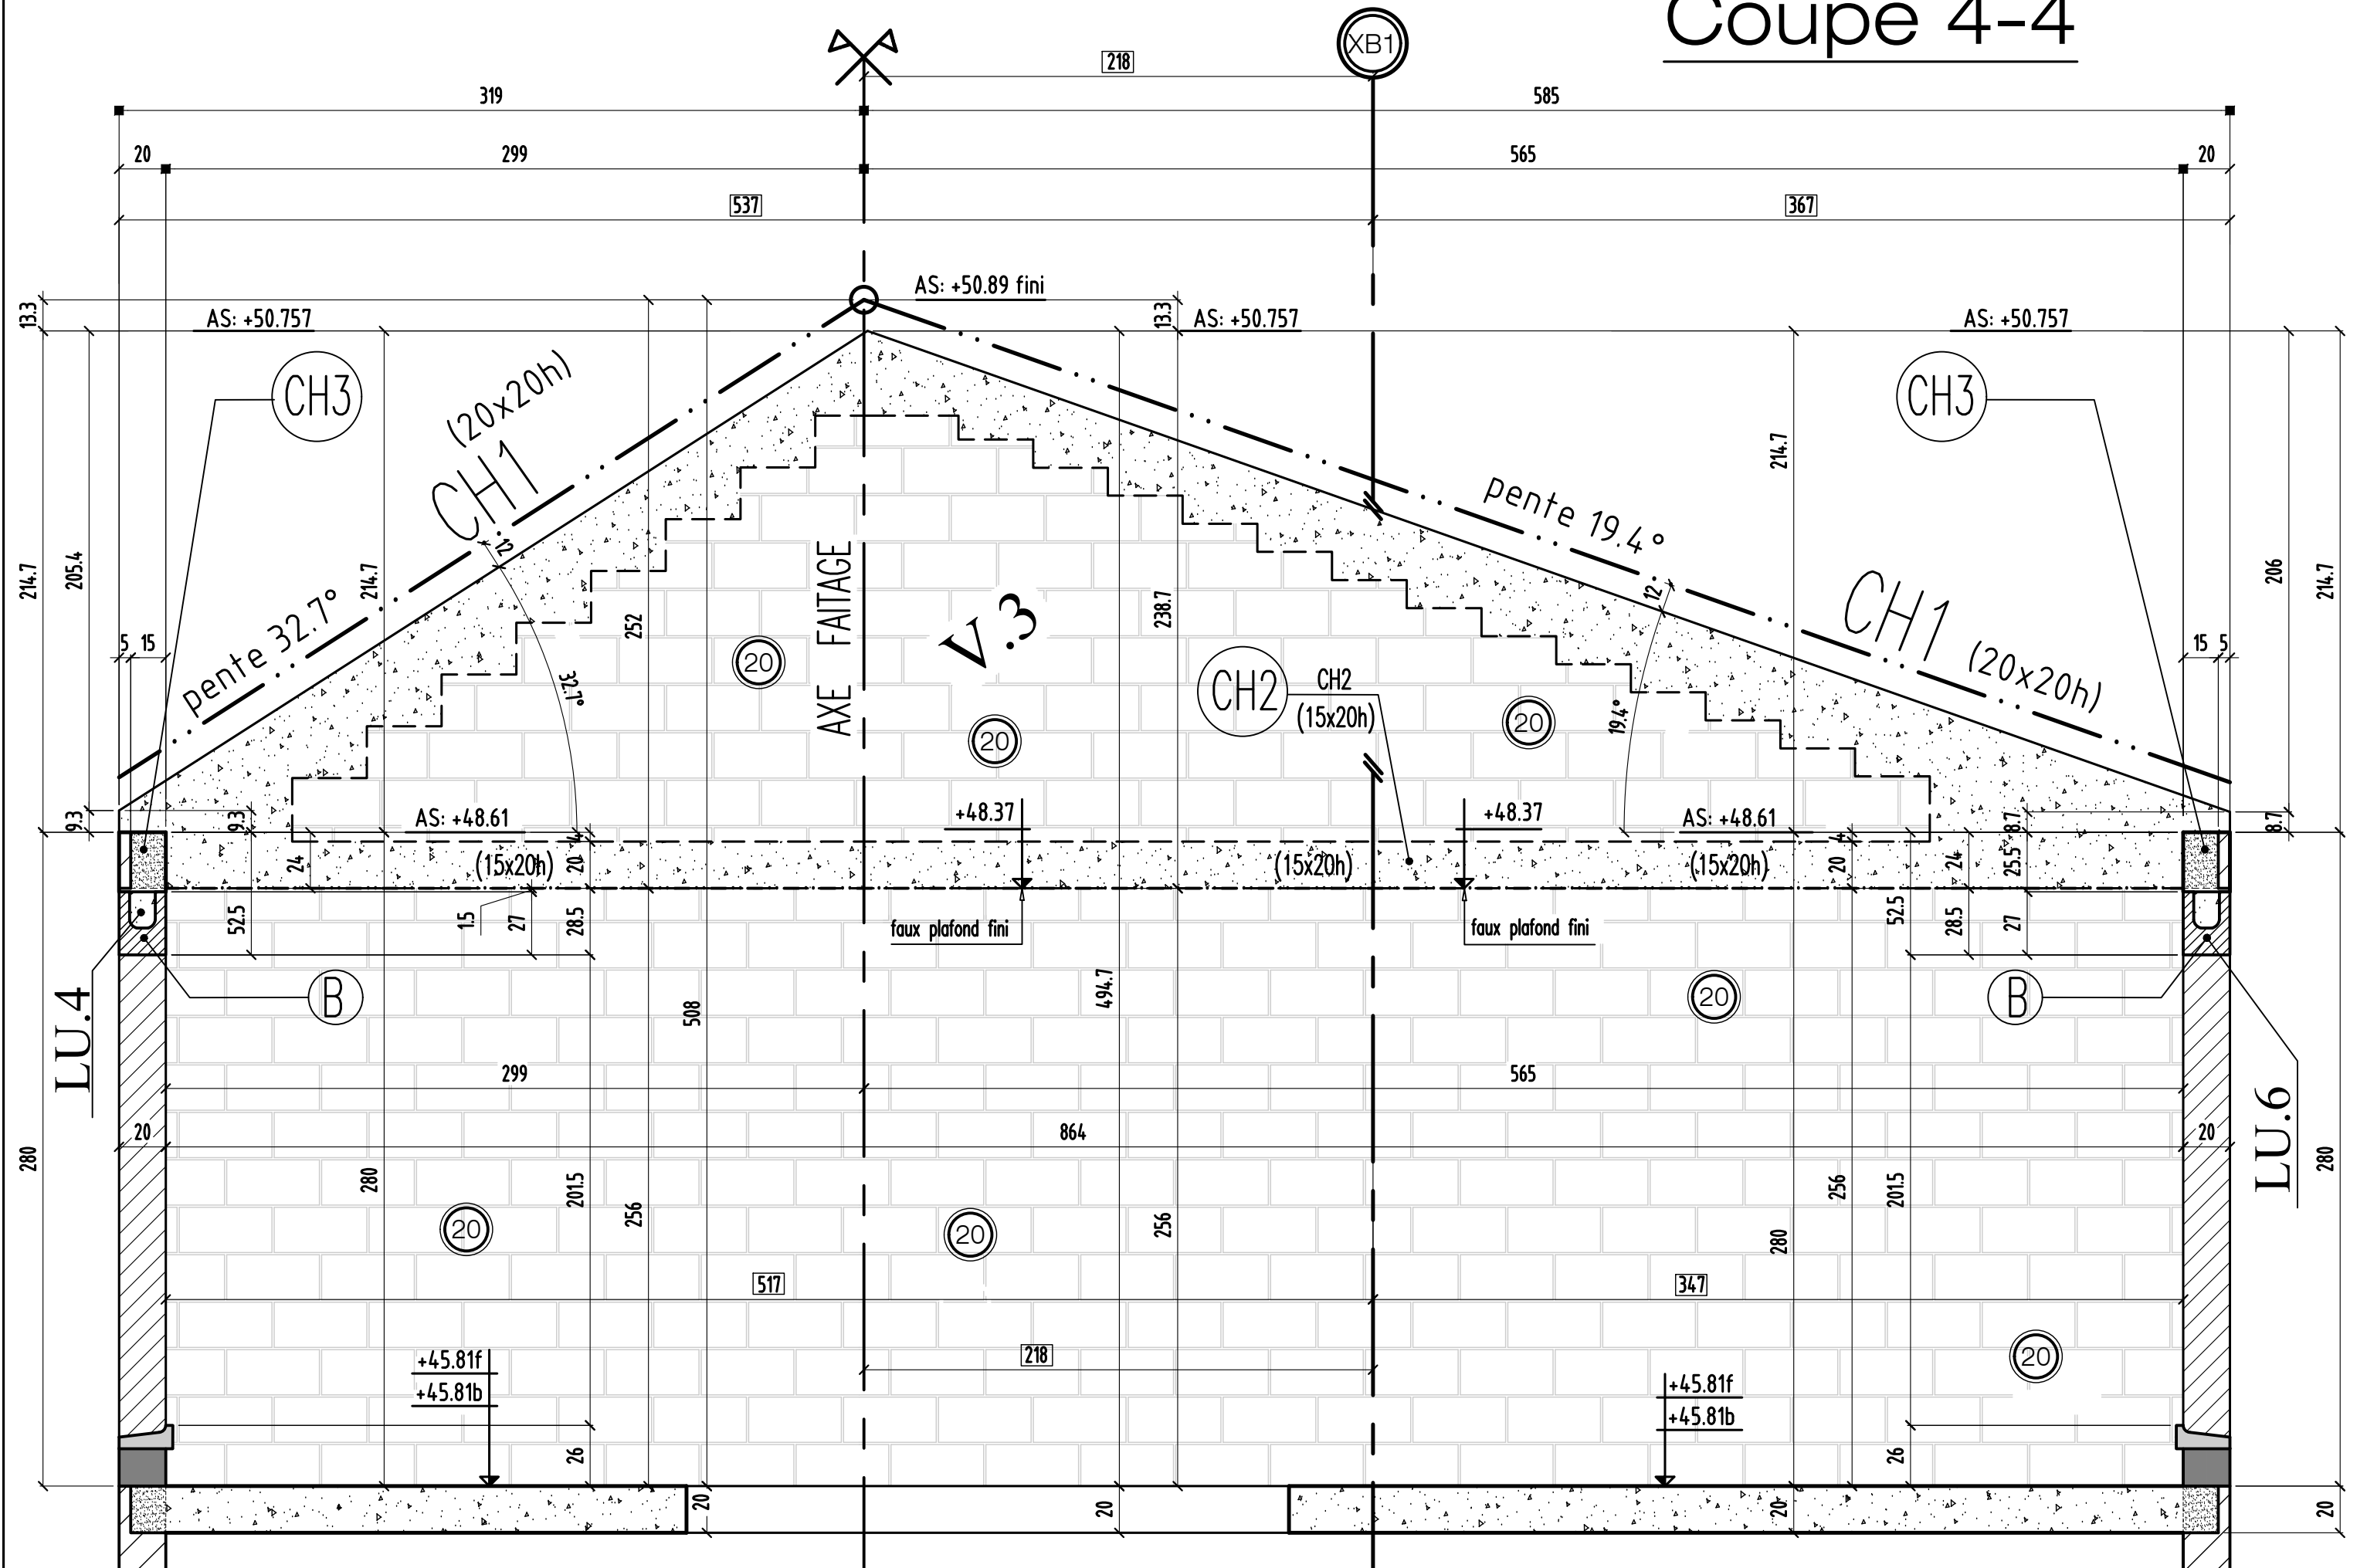 Coupe 4-4
XB1
218
319
585
20
299
565
20
537
367
AS: +50.89 fini
13.3
AS: +50.757
13.3
AS: +50.757
AS: +50.757
CH3
CH3
(20x20h)
CH1
12
pente 32.7°
214.7
205.4
214.7
5
15
252
32.7°
AXE FAITAGE
V.3
238.7
20
20
20
CH2
CH2
(15x20h)
pente 19.4°
12
19.4°
214.7
CH1
(20x20h)
15
5
206
214.7
9.3
9.3
AS: +48.61
+48.37
+48.37
AS: +48.61
8.7
8.7
24
(15x20h)
20
4
(15x20h)
(15x20h)
4
20
24
25.5
52.5
1.5
27
28.5
faux plafond fini
faux plafond fini
52.5
28.5
27
LU.4
B
508
494.7
20
B
LU.6
299
565
20
864
20
280
280
201.5
256
256
256
201.5
280
280
20
20
517
347
218
20
+45.81f
+45.81b
+45.81f
+45.81b
26
26
20
20
20
20